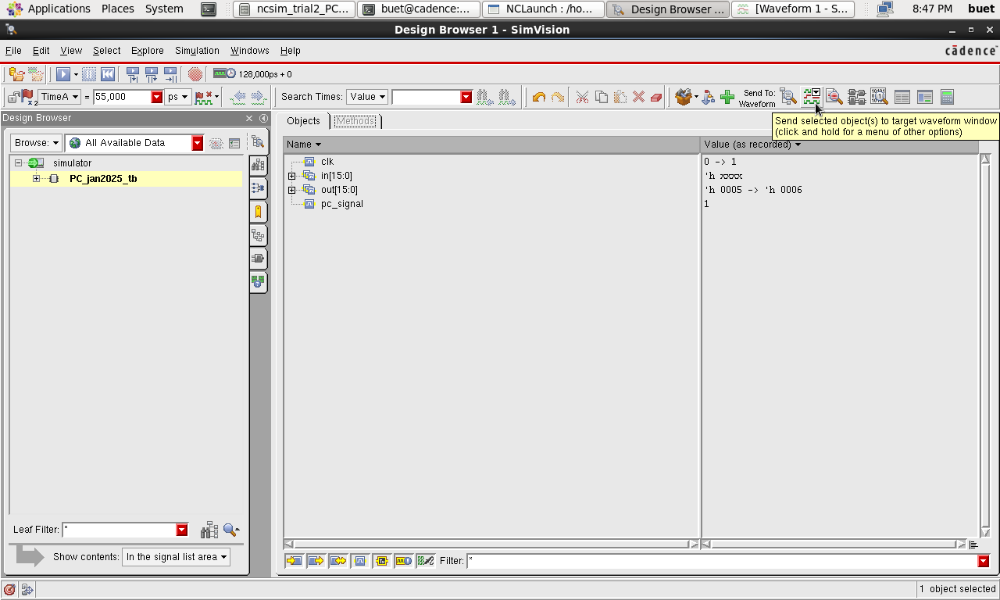 Applications Places System ncsim_trial2_PC... buet@cadence:... NCLaunch : /ho... Design Browser ... [Waveform 1 - S... 8:47 PM buet
Design Browser 1 - SimVision
File Edit View Select Explore Simulation Windows Help cādence
128,000ps + 0
TimeA = 55,000 ps Search Times: Value Send To: Waveform
Design Browser
Objects Methods
Send selected object(s) to target waveform window
(click and hold for a menu of other options)
Browse: All Available Data
Name Value (as recorded)
simulator
PC_jan2025_tb
clk 0 -> 1
in[15:0] 'h xxxx
out[15:0] 'h 0005 -> 'h 0006
pc_signal 1
Leaf Filter: *
Show contents: In the signal list area
Filter: *
1 object selected